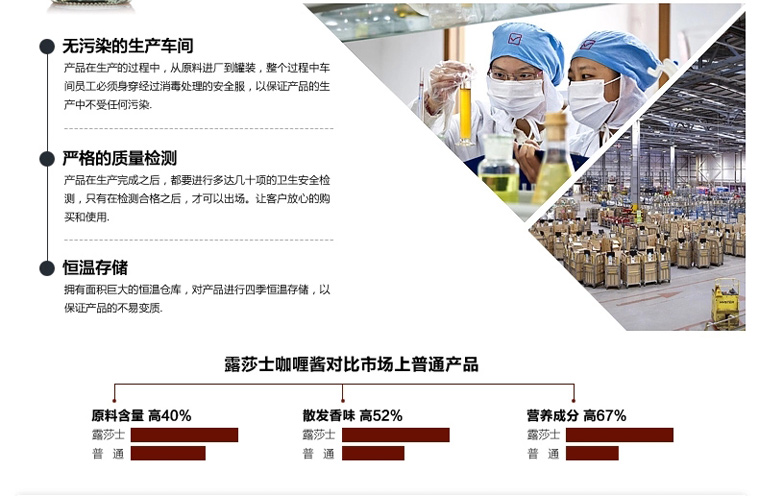 无污染的生产车间
产品在生产的过程中，从原料进厂到罐装，整个过程中车
间员工必须身穿经过消毒处理的安全服，以保证产品的生
产中不受任何污染.
严格的质量检测
产品在生产完成之后，都要进行多达几十项的卫生安全检
测，只有在检测合格之后，才可以出场。让客户放心的购
买和使用.
恒温存储
拥有面积巨大的恒温仓库，对产品进行四季恒温存储，以
保证产品的不易变质.
露莎士咖喱酱对比市场上普通产品
原料含量 高40%
露莎士
普 通
散发香味 高52%
露莎士
普 通
营养成分 高67%
露莎士
普 通